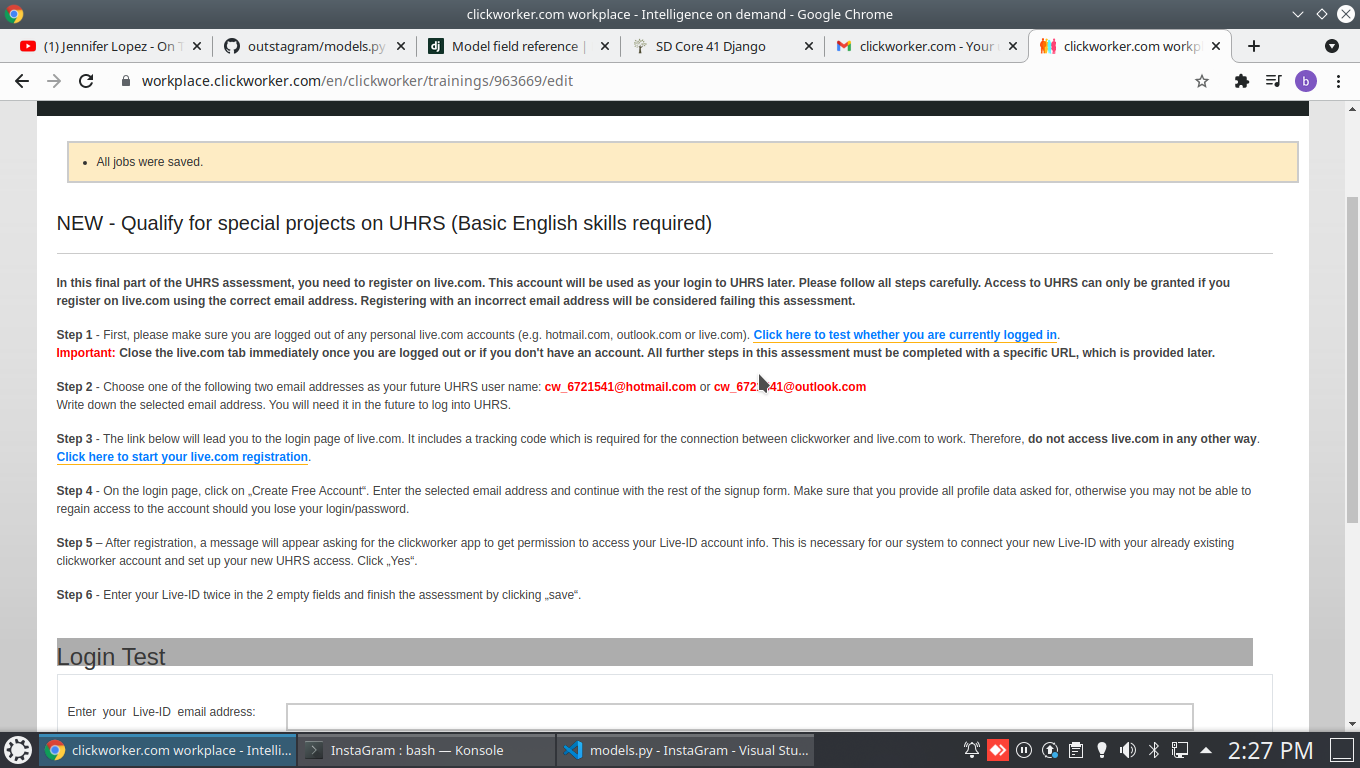 clickworker.com workplace - Intelligence on demand - Google Chrome
(1) Jennifer Lopez - On T
outstagram/models.py
Model field reference |
SD Core 41 Django
clickworker.com - Your
clickworker.com workp
workplace.clickworker.com/en/clickworker/trainings/963669/edit
b
All jobs were saved.
NEW - Qualify for special projects on UHRS (Basic English skills required)
In this final part of the UHRS assessment, you need to register on live.com. This account will be used as your login to UHRS later. Please follow all steps carefully. Access to UHRS can only be granted if you
register on live.com using the correct email address. Registering with an incorrect email address will be considered failing this assessment.
Step 1 - First, please make sure you are logged out of any personal live.com accounts (e.g. hotmail.com, outlook.com or live.com). Click here to test whether you are currently logged in.
Important: Close the live.com tab immediately once you are logged out or if you don't have an account. All further steps in this assessment must be completed with a specific URL, which is provided later.
Step 2 - Choose one of the following two email addresses as your future UHRS user name: cw_6721541@hotmail.com or cw_6721541@outlook.com
Write down the selected email address. You will need it in the future to log into UHRS.
Step 3 - The link below will lead you to the login page of live.com. It includes a tracking code which is required for the connection between clickworker and live.com to work. Therefore, do not access live.com in any other way.
Click here to start your live.com registration.
Step 4 - On the login page, click on „Create Free Account“. Enter the selected email address and continue with the rest of the signup form. Make sure that you provide all profile data asked for, otherwise you may not be able to
regain access to the account should you lose your login/password.
Step 5 – After registration, a message will appear asking for the clickworker app to get permission to access your Live-ID account info. This is necessary for our system to connect your new Live-ID with your already existing
clickworker account and set up your new UHRS access. Click „Yes“.
Step 6 - Enter your Live-ID twice in the 2 empty fields and finish the assessment by clicking „save“.
Login Test
Enter your Live-ID email address:
clickworker.com workplace - Intelli...
InstaGram : bash — Konsole
models.py - InstaGram - Visual Stu...
2:27 PM